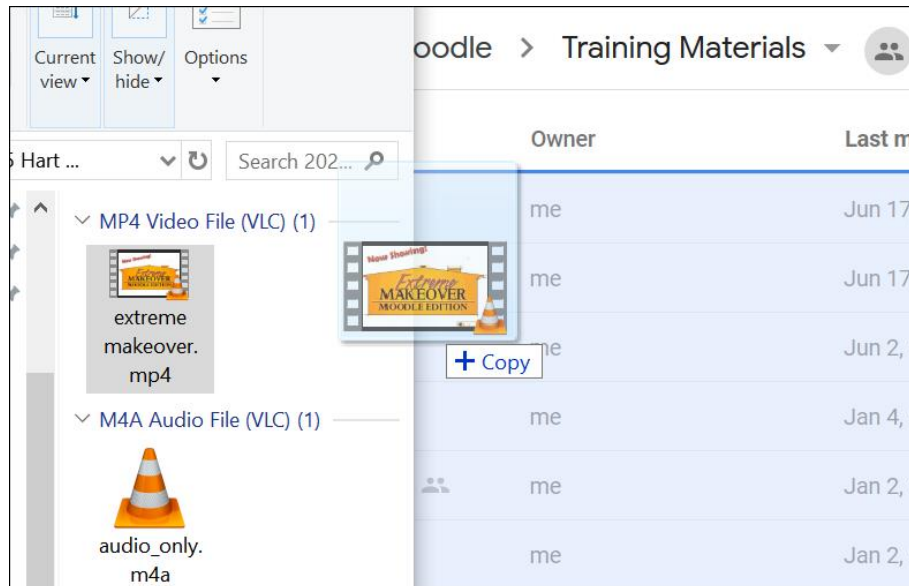 Current view
Show/ hide
Options
oodle > Training Materials
Owner
Last m
5 Hart ...
Search 202...
MP4 Video File (VLC) (1)
extreme
makeover.
mp4
Now Showing!
Extreme
MAKEOVER
MOODLE EDITION
+ Copy
M4A Audio File (VLC) (1)
audio_only.
m4a
me
Jun 17
me
Jun 17
me
Jun 2,
me
Jan 4,
me
Jan 2,
me
Jan 2,